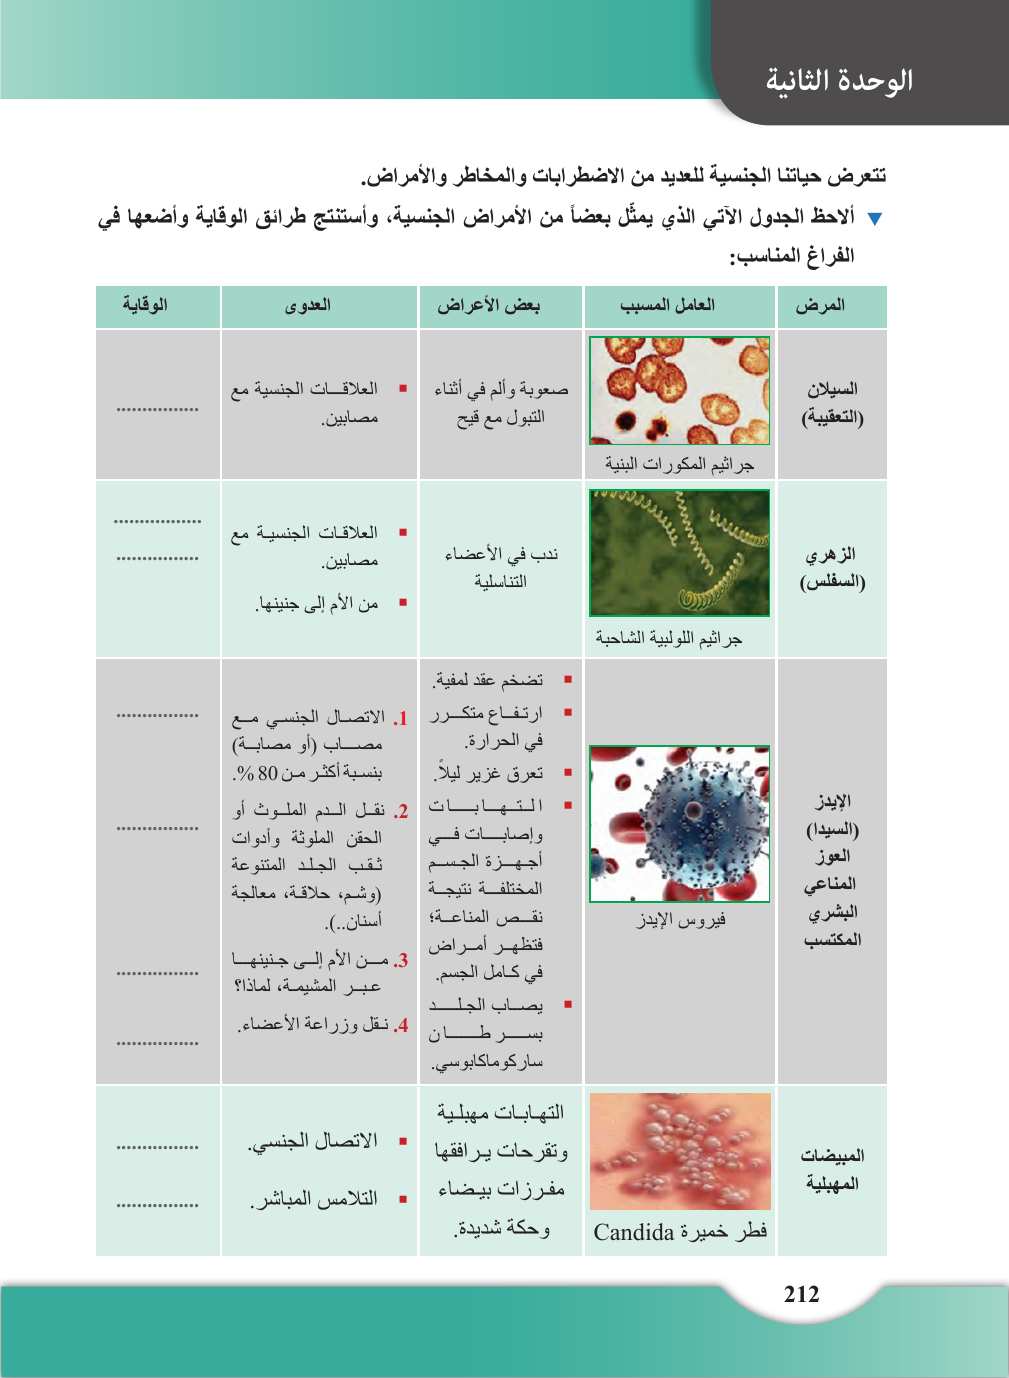 الوحدة الثانية
تتعرض حياتنا الجنسية للعديد من الاضطرابات والمخاطر والأمراض.
▼ ألاحظ الجدول الآتي الذي يمثّل بعضاً من الأمراض الجنسية، وأستنتج طرائق الوقاية وأضعها في
الفراغ المناسب:
المرض العامل المسبب بعض الأعراض العدوى الوقاية
السيلان
(التعقيبة)
جراثيم المكورات البنية
صعوبة وألم في أثناء
التبول مع قيح
▪ العلاقات الجنسية مع
مصابين.
................
الزهري
(السفلس)
جراثيم اللولبية الشاحبة
ندب في الأعضاء
التناسلية
▪ العلاقات الجنسية مع
مصابين.
▪ من الأم إلى جنينها.
.................
................
الإيدز
(السيدا)
العوز
المناعي
البشري
المكتسب
فيروس الإيدز
▪ تضخم عقد لمفية.
▪ ارتفاع متكرر
في الحرارة.
▪ تعرق غزير ليلاً.
▪ التهابات
وإصابات في
أجهزة الجسم
المختلفة نتيجة
نقص المناعة؛
فتظهر أمراض
في كامل الجسم.
▪ يصاب الجلد
بسرطان
ساركوماكابوسي.
1. الاتصال الجنسي مع
مصاب (أو مصابة)
بنسبة أكثر من 80 %.
2. نقل الدم الملوث أو
الحقن الملوثة وأدوات
ثقب الجلد المتنوعة
(وشم، حلاقة، معالجة
أسنان..).
3. من الأم إلى جنينها
عبر المشيمة، لماذا؟
4. نقل وزراعة الأعضاء.
................
................
................
................
المبيضات
المهبلية
فطر خميرة Candida
التهابات مهبلية
وتقرحات يرافقها
مفرزات بيضاء
وحكة شديدة.
▪ الاتصال الجنسي.
▪ التلامس المباشر.
................
................
212